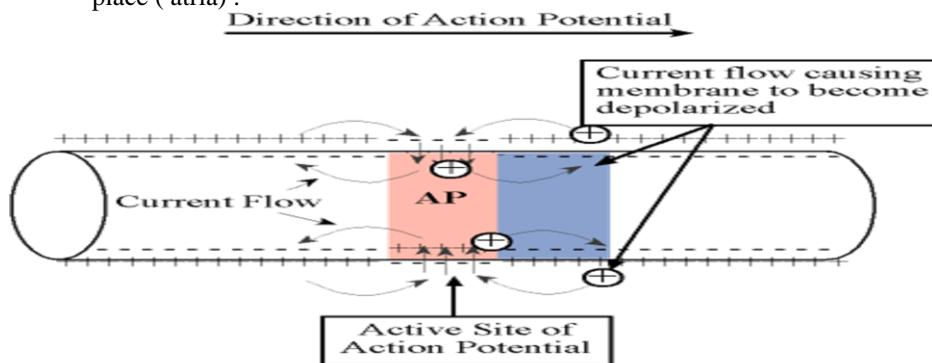 place ( atria) .
Direction of Action Potential
Current flow causing
membrane to become
depolarized
AP
Current Flow
Active Site of
Action Potential